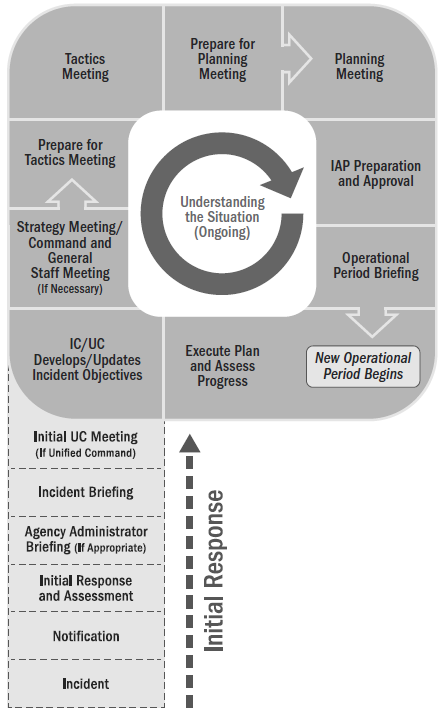 Tactics
Meeting
Prepare for
Planning
Meeting
Planning
Meeting
Prepare for
Tactics Meeting
IAP Preparation
and Approval
Understanding
the Situation
(Ongoing)
Strategy Meeting/
Command and
General
Staff Meeting
(If Necessary)
Operational
Period Briefing
IC/UC
Develops/Updates
Incident Objectives
Execute Plan
and Assess
Progress
New Operational
Period Begins
Initial UC Meeting
(If Unified Command)
Incident Briefing
Agency Administrator
Briefing (If Appropriate)
Initial Response
and Assessment
Notification
Incident
Initial Response